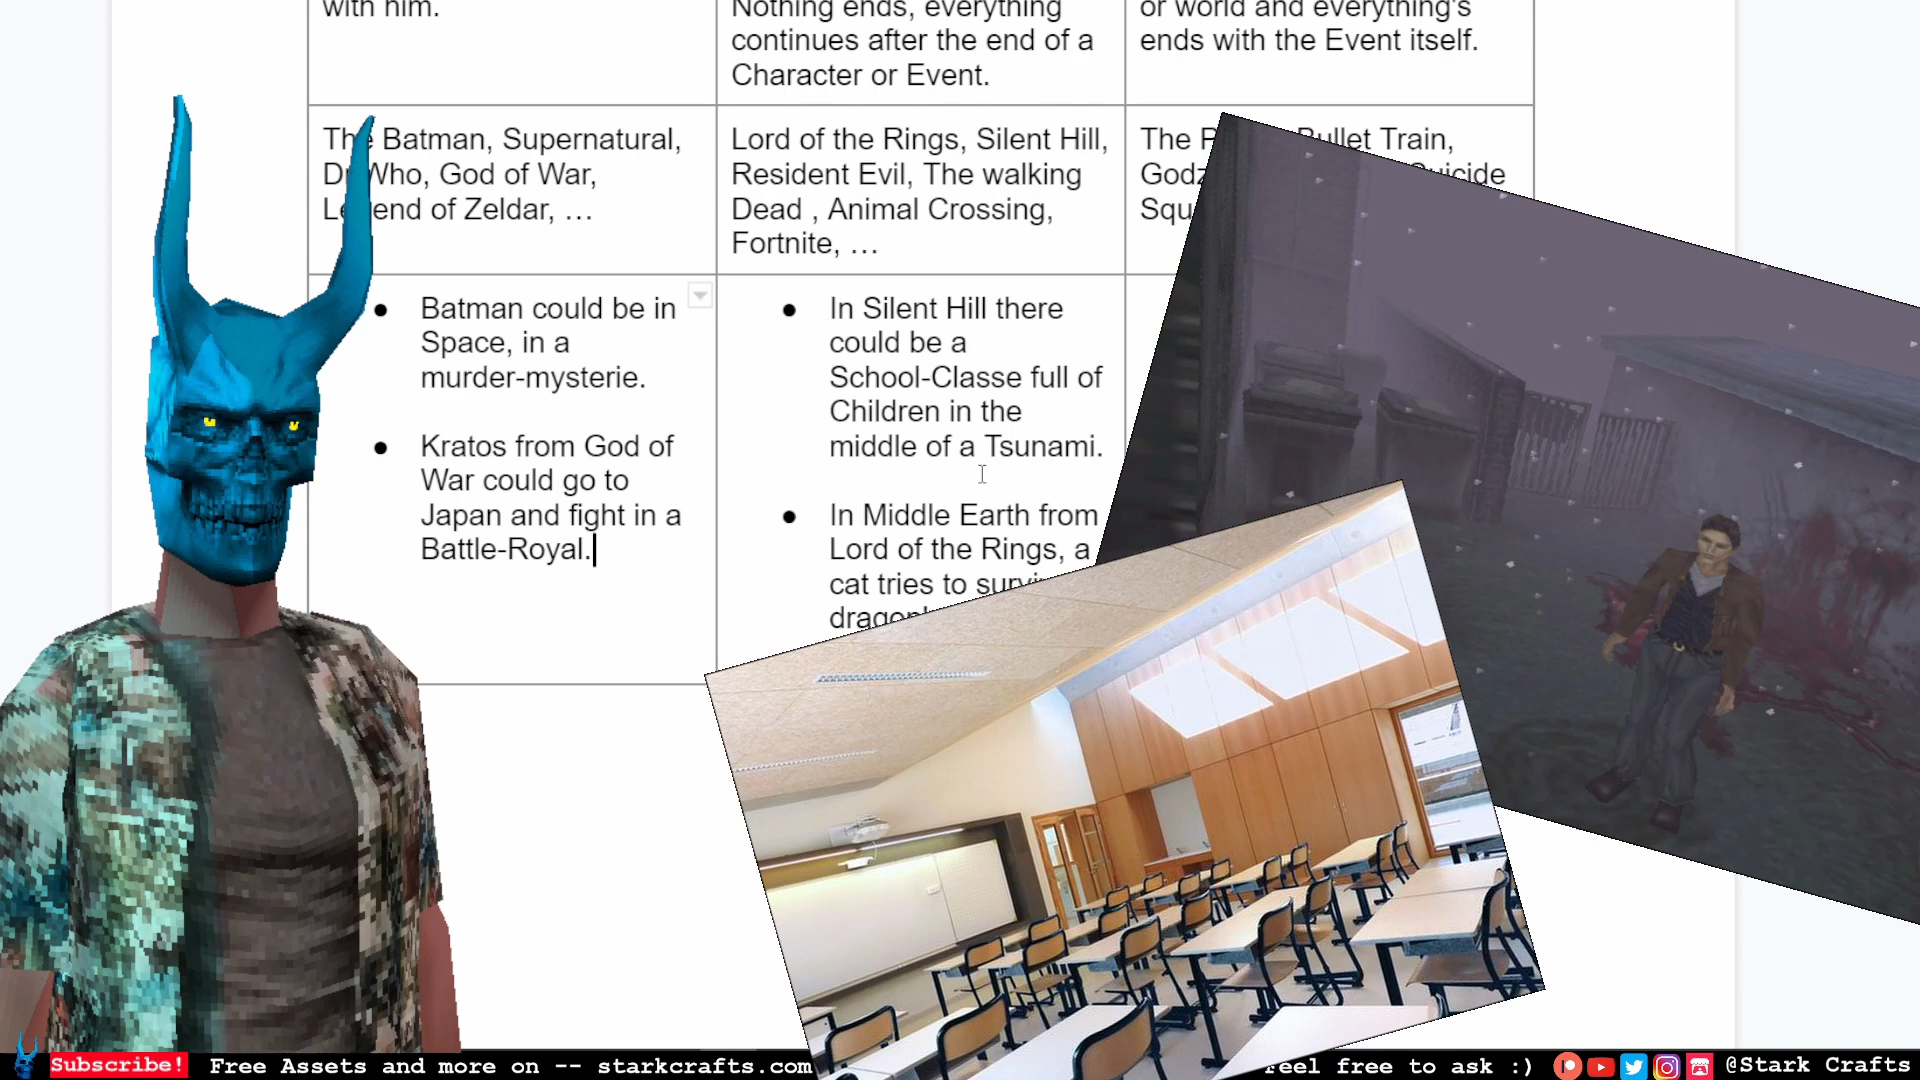 with him.
Nothing ends, everything
continues after the end of a
Character or Event.
or world and everything's
ends with the Event itself.
The Batman, Supernatural,
Who, God of War,
of Zeldar, …
Lord of the Rings, Silent Hill,
Resident Evil, The walking
Dead , Animal Crossing,
Fortnite, …
The Bullet Train,
Batman could be in
Space, in a
murder-mysterie.
Kratos from God of
War could go to
Japan and fight in a
Battle-Royal.
In Silent Hill there
could be a
School-Classe full of
Children in the
middle of a Tsunami.
In Middle Earth from
Lord of the Rings, a
cat tries to
Subscribe! Free Assets and more on -- starkcrafts.com
free to ask :) @Stark Crafts